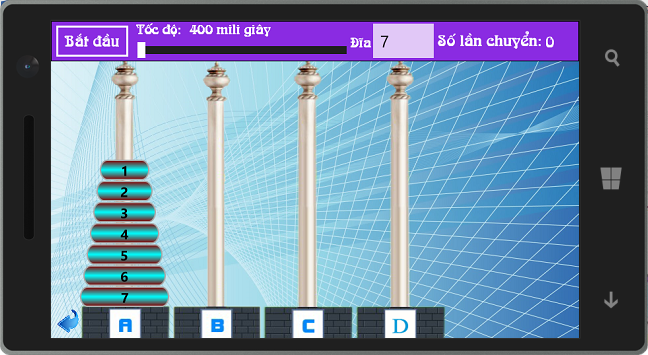 Bắt đầu
Tốc độ: 400 mili giây
Đĩa 7
Số lần chuyển: 0
1
2
3
4
5
6
7
A B C D